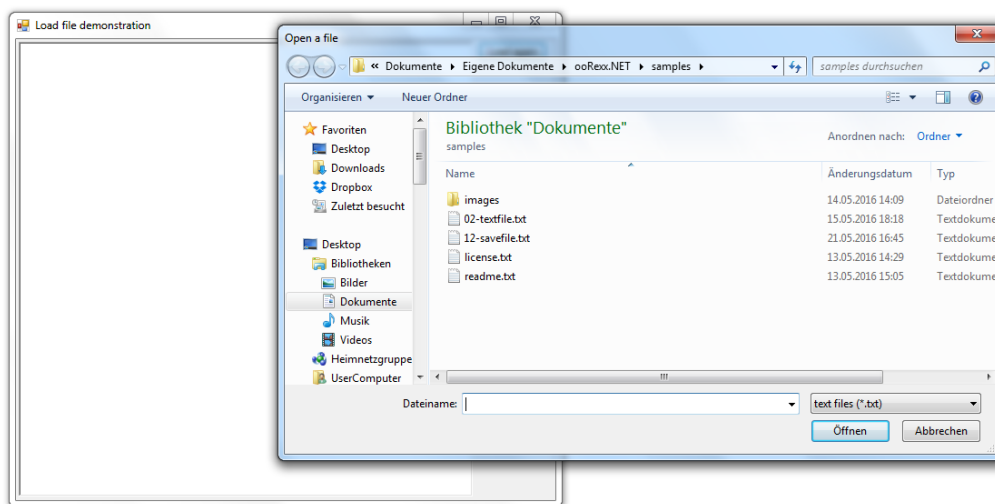 Load file demonstration
Open a file
« Dokumente ▸ Eigene Dokumente ▸ ooRexx.NET ▸ samples ▸
samples durchsuchen
Organisieren ▾ Neuer Ordner
Favoriten
Desktop
Downloads
Dropbox
Zuletzt besucht
Desktop
Bibliotheken
Bilder
Dokumente
Musik
Videos
Heimnetzgruppe
UserComputer
Bibliothek "Dokumente"
samples
Anordnen nach: Ordner ▾
Name Änderungsdatum Typ
images 14.05.2016 14:09 Dateiordner
02-textfile.txt 15.05.2016 18:18 Textdokume
12-savefile.txt 21.05.2016 16:45 Textdokume
license.txt 13.05.2016 14:29 Textdokume
readme.txt 13.05.2016 15:05 Textdokume
Dateiname:
text files (*.txt)
Öffnen Abbrechen